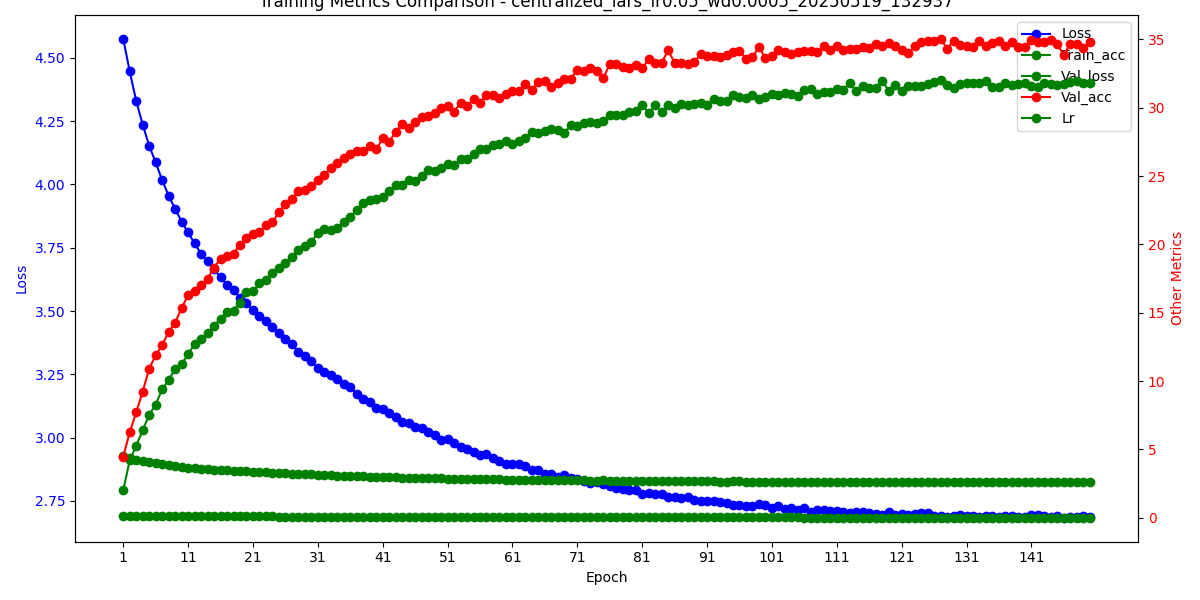 Training Metrics Comparison - centralized_lars_lr0.05_wd0.0005_20250519_132937
Loss
Train_acc
Val_loss
Val_acc
Lr
4.50
4.25
4.00
3.75
3.50
3.25
3.00
2.75
Loss
35
30
25
20
15
10
5
0
Other Metrics
1 11 21 31 41 51 61 71 81 91 101 111 121 131 141
Epoch